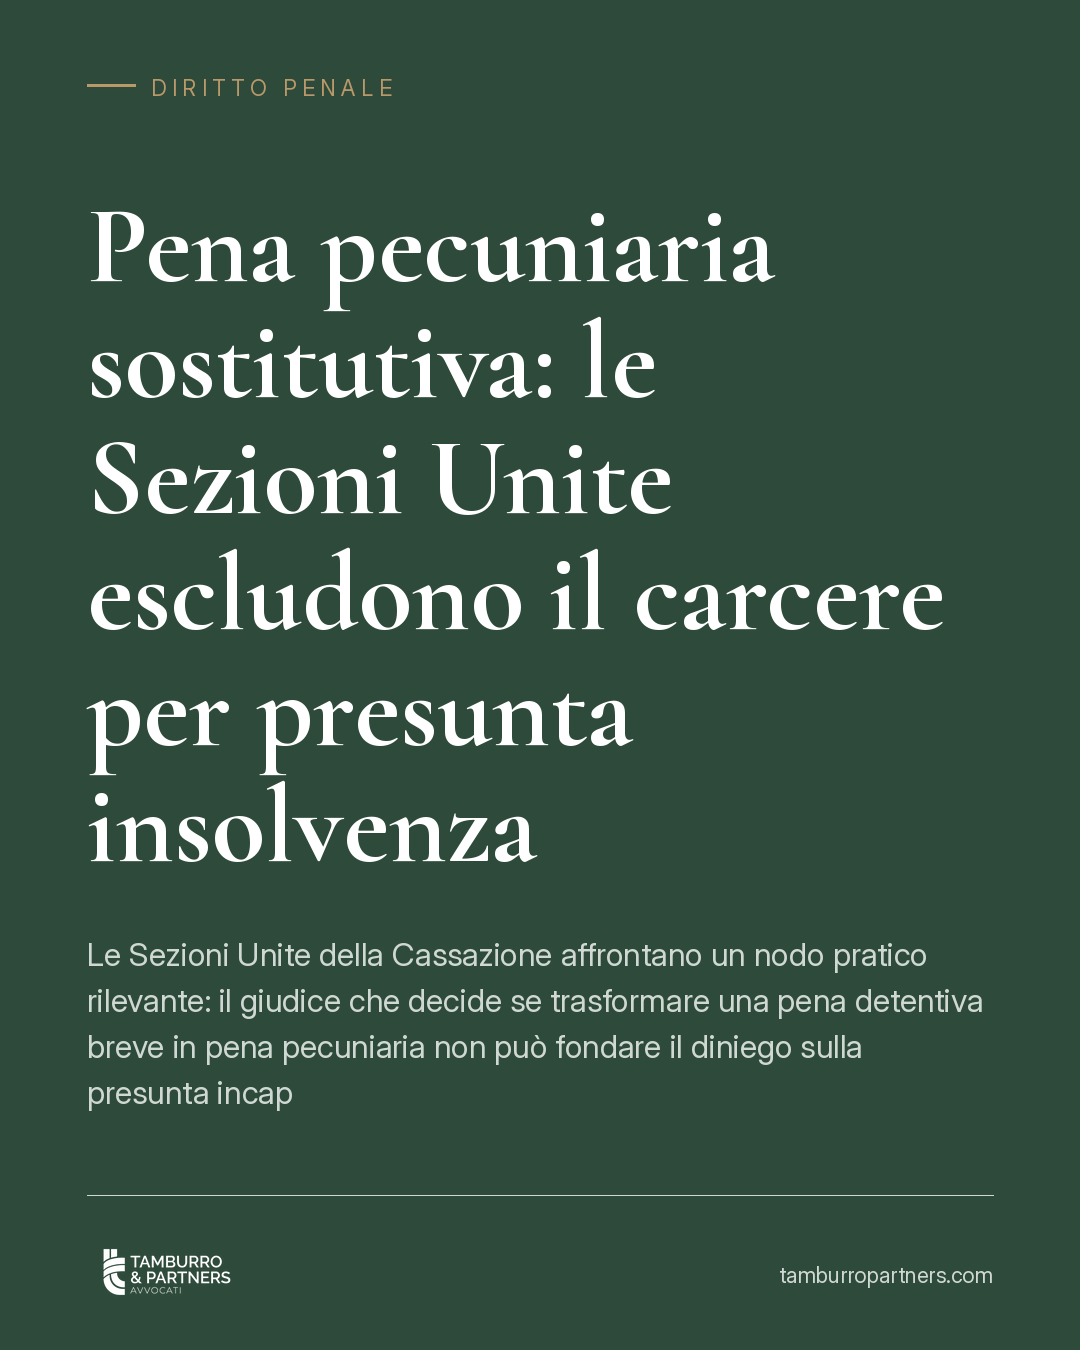 DIRITTO PENALE
Pena pecuniaria
sostitutiva: le
Sezioni Unite
escludono il carcere
per presunta
insolvenza
Le Sezioni Unite della Cassazione affrontano un nodo pratico
rilevante: il giudice che decide se trasformare una pena detentiva
breve in pena pecuniaria non può fondare il diniego sulla
presunta incap
TAMBURRO
& PARTNERS
AVVOCATI
tamburropartners.com